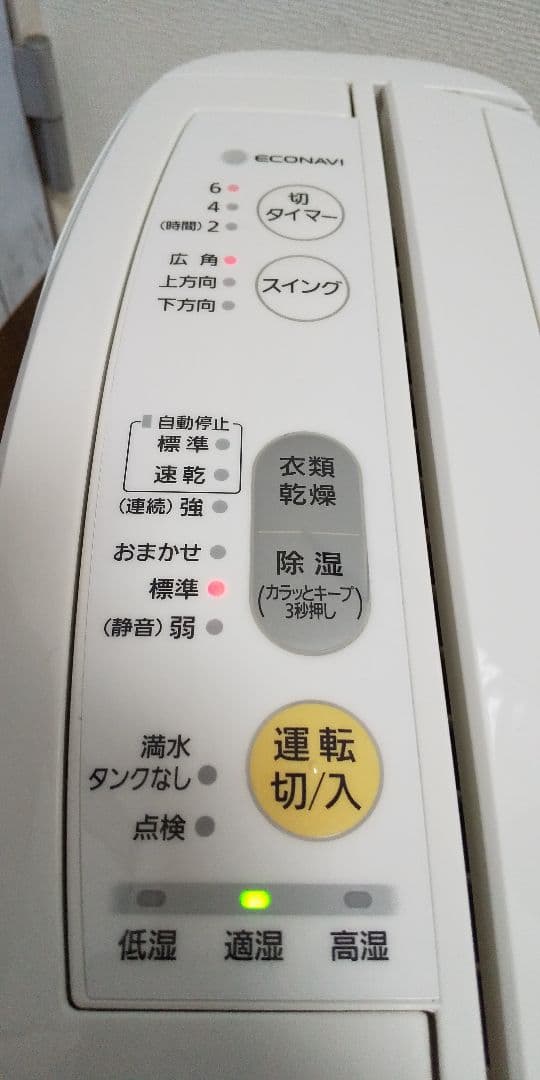 ECONAVI
6
4
(時間) 2
切
タイマー
広角
上方向
下方向
スイング
自動停止
標準
速乾
(連続) 強
衣類
乾燥
おまかせ
標準
(静音) 弱
除湿
(カラッとキープ
3秒押し)
満水
タンクなし
点検
運転
切/入
低湿 適湿 高湿